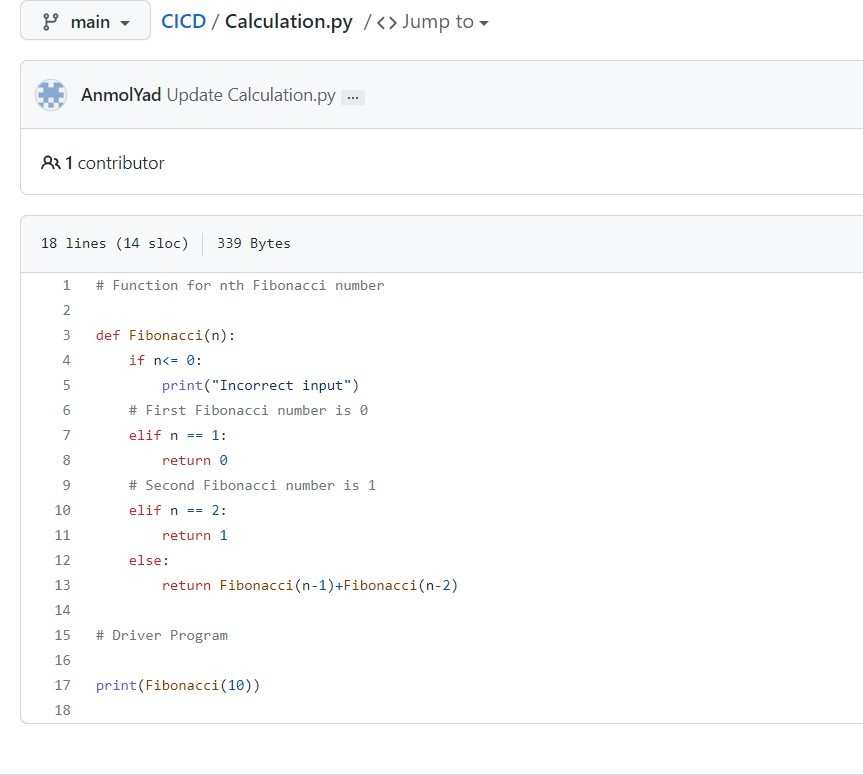 main CICD / Calculation.py / <> Jump to
AnmolYad Update Calculation.py ...
1 contributor
18 lines (14 sloc) 339 Bytes
1 # Function for nth Fibonacci number
2
3 def Fibonacci(n):
4     if n<= 0:
5         print("Incorrect input")
6     # First Fibonacci number is 0
7     elif n == 1:
8         return 0
9     # Second Fibonacci number is 1
10     elif n == 2:
11         return 1
12     else:
13         return Fibonacci(n-1)+Fibonacci(n-2)
14
15 # Driver Program
16
17 print(Fibonacci(10))
18